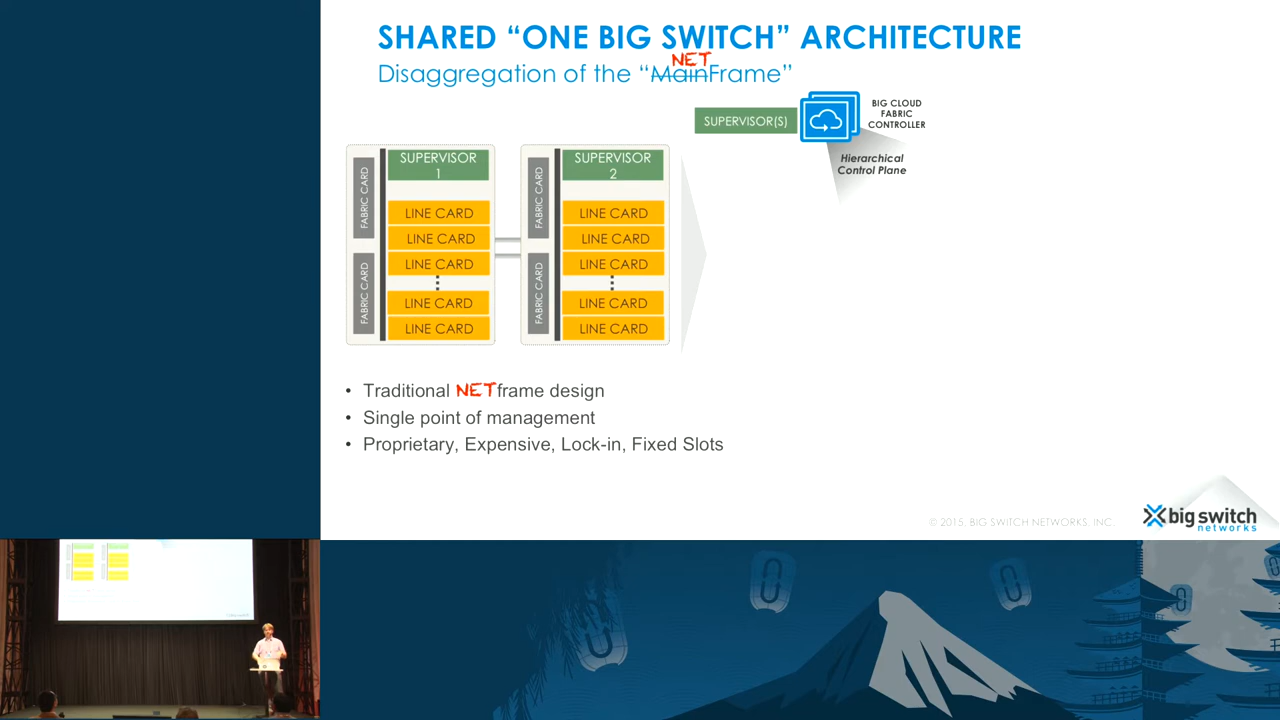 SHARED “ONE BIG SWITCH” ARCHITECTURE
NET
Disaggregation of the “MainFrame”
SUPERVISOR(S)
BIG CLOUD
FABRIC
CONTROLLER
Hierarchical
Control Plane
FABRIC CARD
FABRIC CARD
SUPERVISOR
1
LINE CARD
LINE CARD
LINE CARD
LINE CARD
LINE CARD
FABRIC CARD
FABRIC CARD
SUPERVISOR
2
LINE CARD
LINE CARD
LINE CARD
LINE CARD
LINE CARD
• Traditional NETframe design
• Single point of management
• Proprietary, Expensive, Lock-in, Fixed Slots
© 2015, BIG SWITCH NETWORKS, INC.
big switch
networks